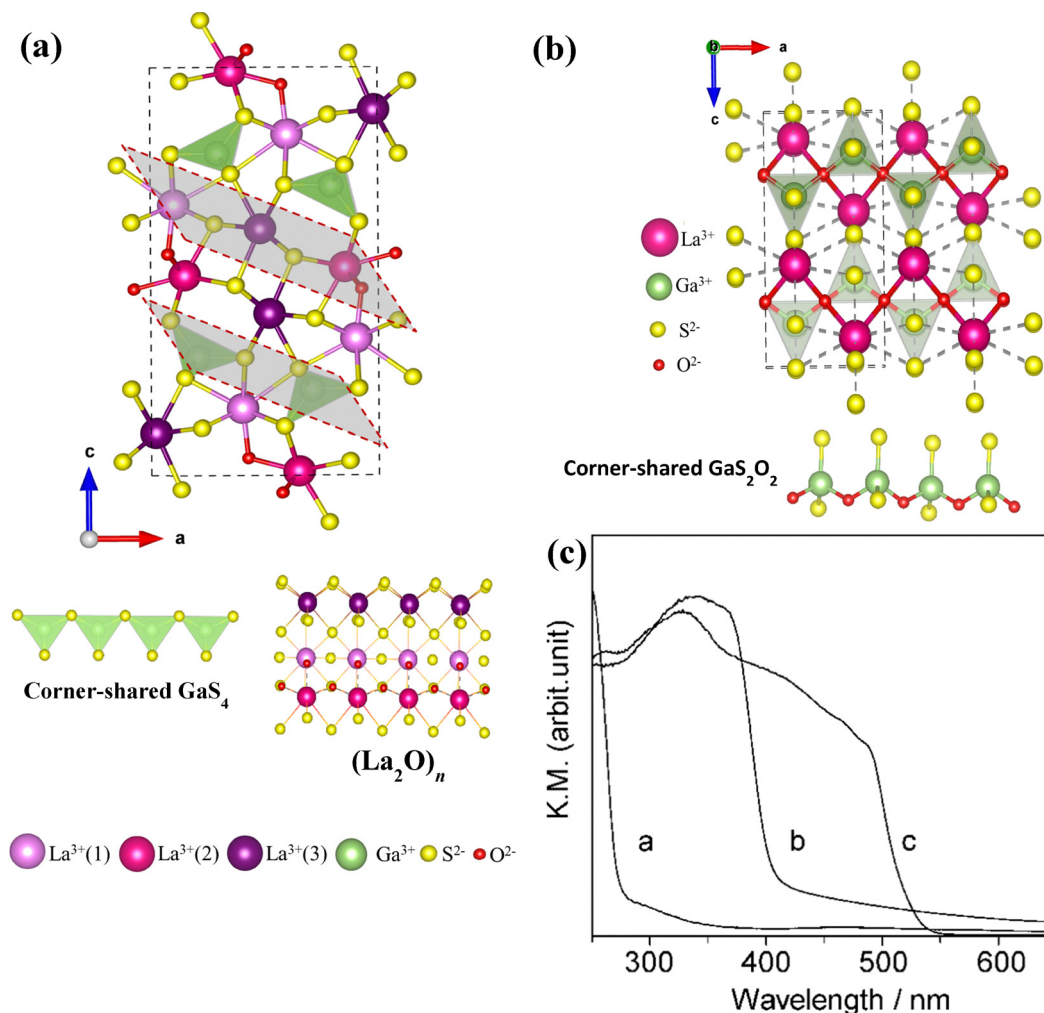 (a)
c
a
Corner-shared GaS₄
(La₂O)ₙ
La³⁺(1) La³⁺(2) La³⁺(3) Ga³⁺ S²⁻ O²⁻
(b)
b
a
c
La³⁺
Ga³⁺
S²⁻
O²⁻
Corner-shared GaS₂O₂
(c)
K.M. (arbit.unit)
a
b
c
300 400 500 600
Wavelength / nm